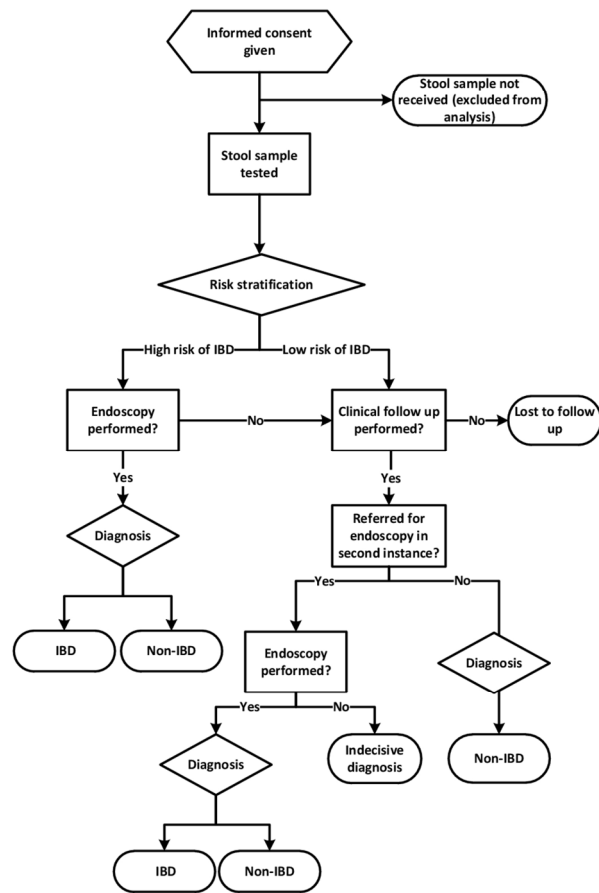 Informed consent
given
Stool sample not
received (excluded from
analysis)
Stool sample
tested
Risk stratification
High risk of IBD
Low risk of IBD
Endoscopy
performed?
No
Clinical follow up
performed?
No
Lost to follow
up
Yes
Yes
Diagnosis
Referred for
endoscopy in
second instance?
Yes
No
IBD
Non-IBD
Endoscopy
performed?
Diagnosis
Yes
No
Diagnosis
Indecisive
diagnosis
Non-IBD
IBD
Non-IBD